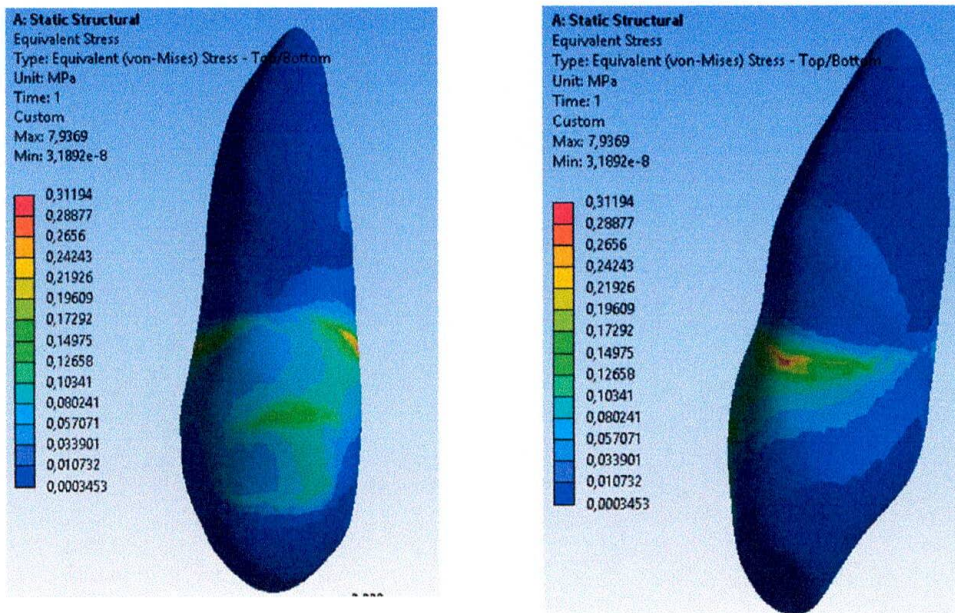 A: Static Structural
Equivalent Stress
Type: Equivalent (von-Mises) Stress - Top/Bottom
Unit: MPa
Time: 1
Custom
Max: 7,9369
Min: 3,1892e-8
0,31194
0,28877
0,2656
0,24243
0,21926
0,19609
0,17292
0,14975
0,12658
0,10341
0,080241
0,057071
0,033901
0,010732
0,0003453
A: Static Structural
Equivalent Stress
Type: Equivalent (von-Mises) Stress - Top/Bottom
Unit: MPa
Time: 1
Custom
Max: 7,9369
Min: 3,1892e-8
0,31194
0,28877
0,2656
0,24243
0,21926
0,19609
0,17292
0,14975
0,12658
0,10341
0,080241
0,057071
0,033901
0,010732
0,0003453